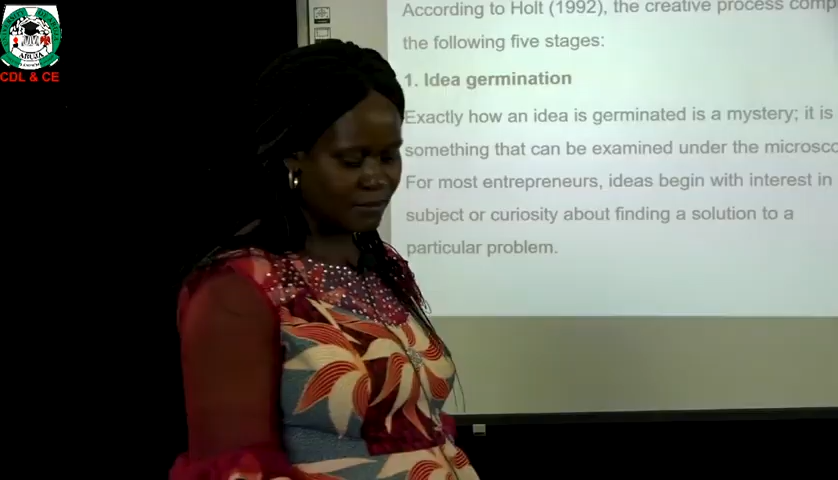 ABUJA
CDL & CE
According to Holt (1992), the creative process comp
the following five stages:
1. Idea germination
Exactly how an idea is germinated is a mystery; it is
something that can be examined under the microsco
For most entrepreneurs, ideas begin with interest in
subject or curiosity about finding a solution to a
particular problem.